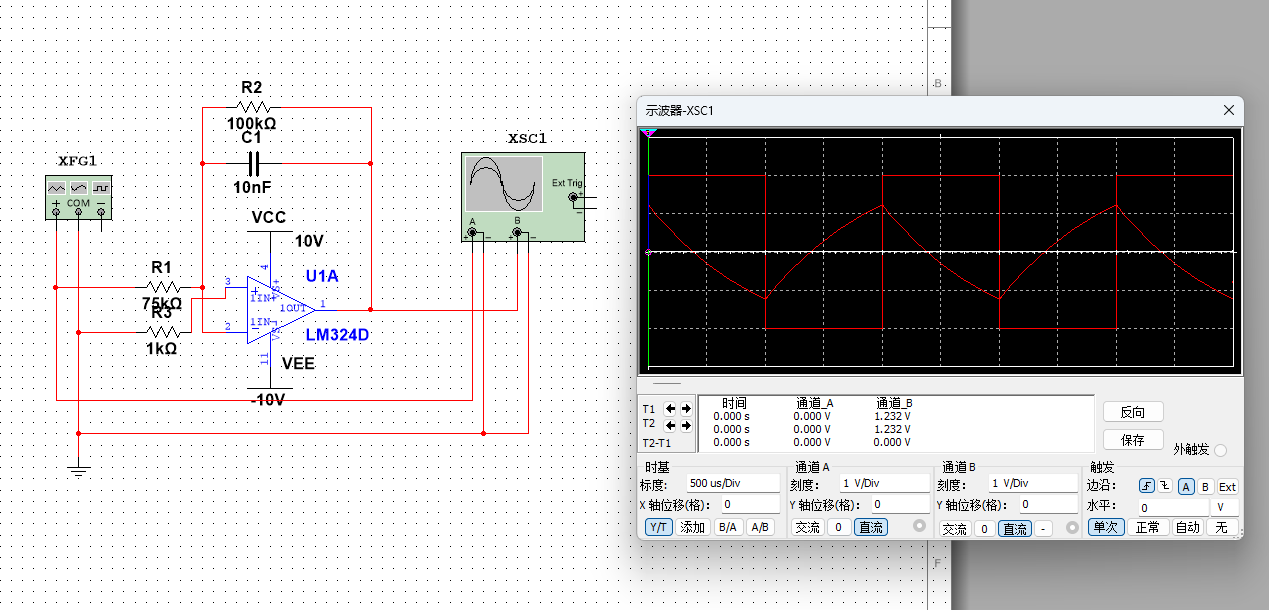 B
R2
100kΩ
C1
10nF
XFG1
+ COM −
VCC
10V
R1
75kΩ
R3
1kΩ
U1A
LM324D
4
3
2
1
11
1IN+
1IN-
1OUT
VS+
VS-
+
−
VEE
-10V
XSC1
Ext Trig
+
−
A
B
+ − + −
F
示波器-XSC1
T1
T2
T2-T1
时间 通道_A 通道_B
0.000 s 0.000 V 1.232 V
0.000 s 0.000 V 1.232 V
0.000 s 0.000 V 0.000 V
反向
保存
外触发
时基
标度: 500 us/Div
X 轴位移(格): 0
Y/T 添加 B/A A/B
通道 A
刻度: 1 V/Div
Y 轴位移(格): 0
交流 0 直流
通道 B
刻度: 1 V/Div
Y 轴位移(格): 0
交流 0 直流 -
触发
边沿: A B Ext
水平: 0 V
单次 正常 自动 无